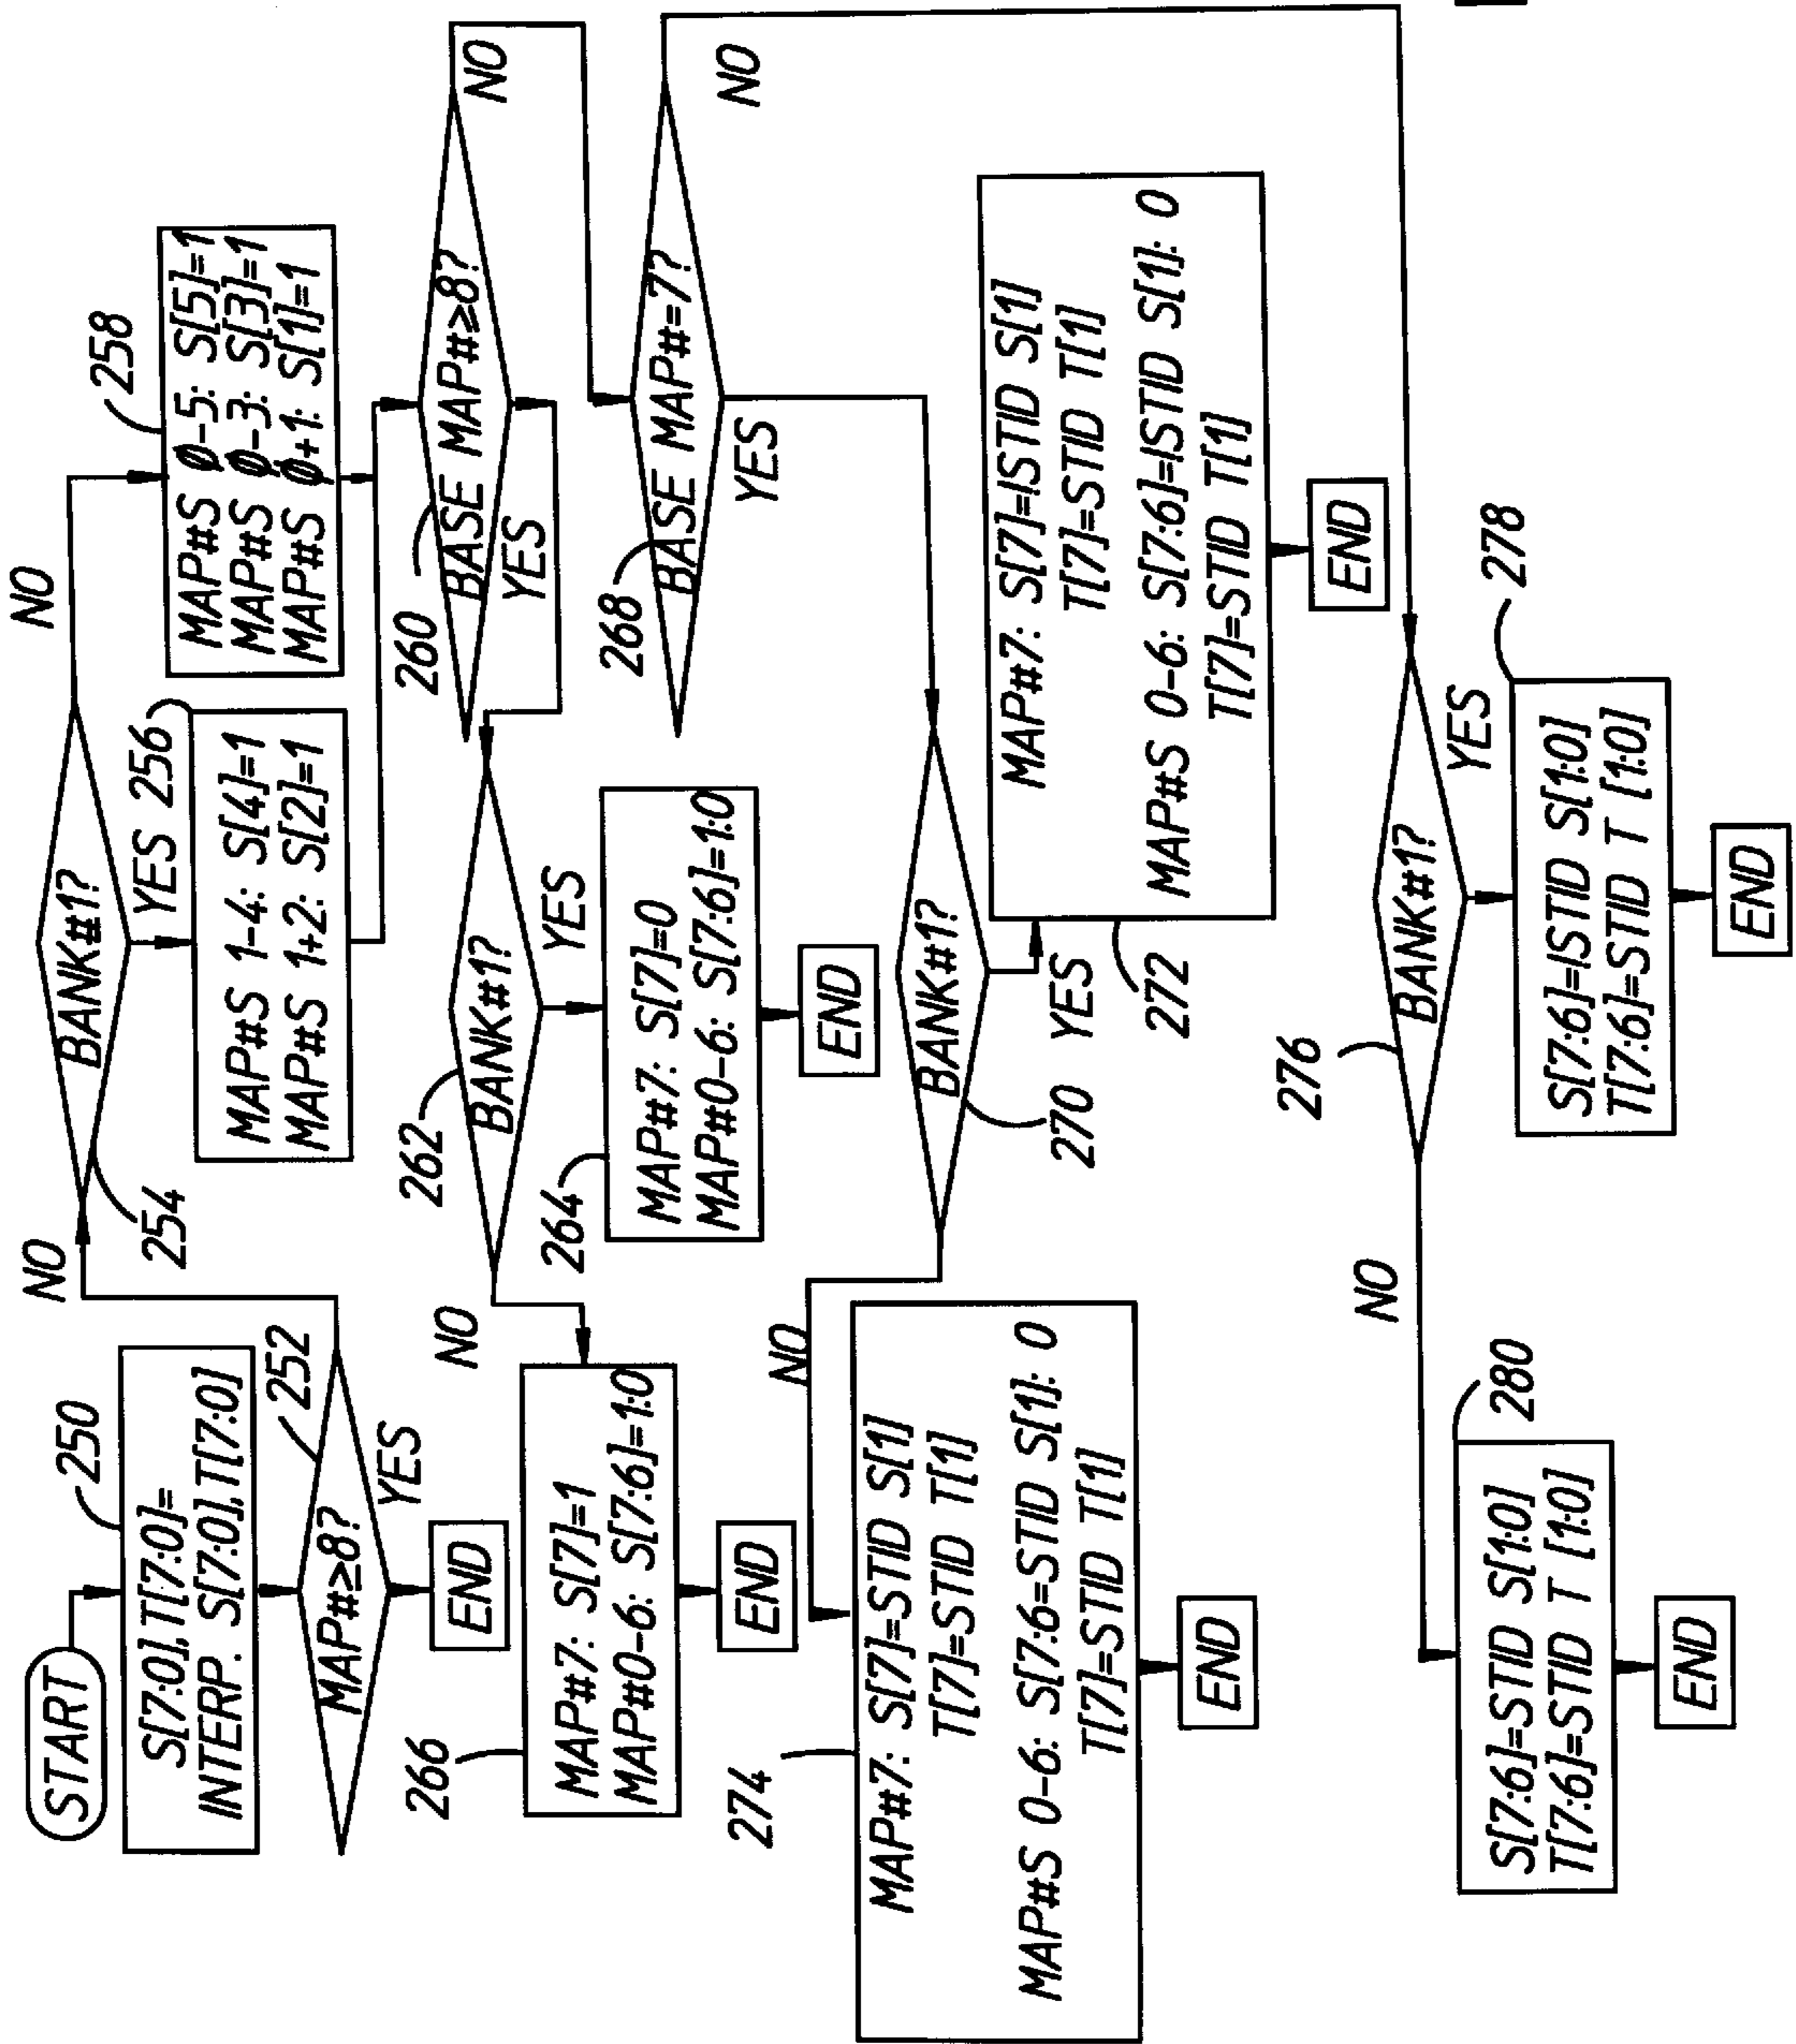 START
250
S[7:0],T[7:0]=
INTERP. S[7:0],T[7:0]
252
MAP#≥8?
YES
END
NO
254
BANK#1?
YES
256
MAP#S 1-4: S[4]=1
MAP#S 1+2: S[2]=1
NO
258
MAP#S 0-5: S[5]=1
MAP#S 0-3: S[3]=1
MAP#S 0+1: S[1]=1
260
BASE MAP#≥8?
YES
NO
262
BANK#1?
YES
264
MAP#7: S[7]=0
MAP#0-6: S[7:6]=1:0
END
NO
266
MAP#7: S[7]=1
MAP#0-6: S[7:6]=1:0
END
268
BASE MAP#=7?
YES
NO
270
BANK#1?
YES
272
MAP#7: S[7]=!STID S[1]
T[7]=STID T[1]
MAP#S 0-6: S[7:6]=!STID S[1]: 0
T[7]=STID T[1]
END
NO
274
MAP#7: S[7]=STID S[1]
T[7]=STID T[1]
MAP#S 0-6: S[7:6=STID S[1]: 0
T[7]=STID T[1]
END
276
BANK#1?
YES
278
S[7:6]=!STID S[1:0]
T[7:6]=STID T [1:0]
END
NO
280
S[7:6]=STID S[1:0]
T[7:6]=STID T [1:0]
END